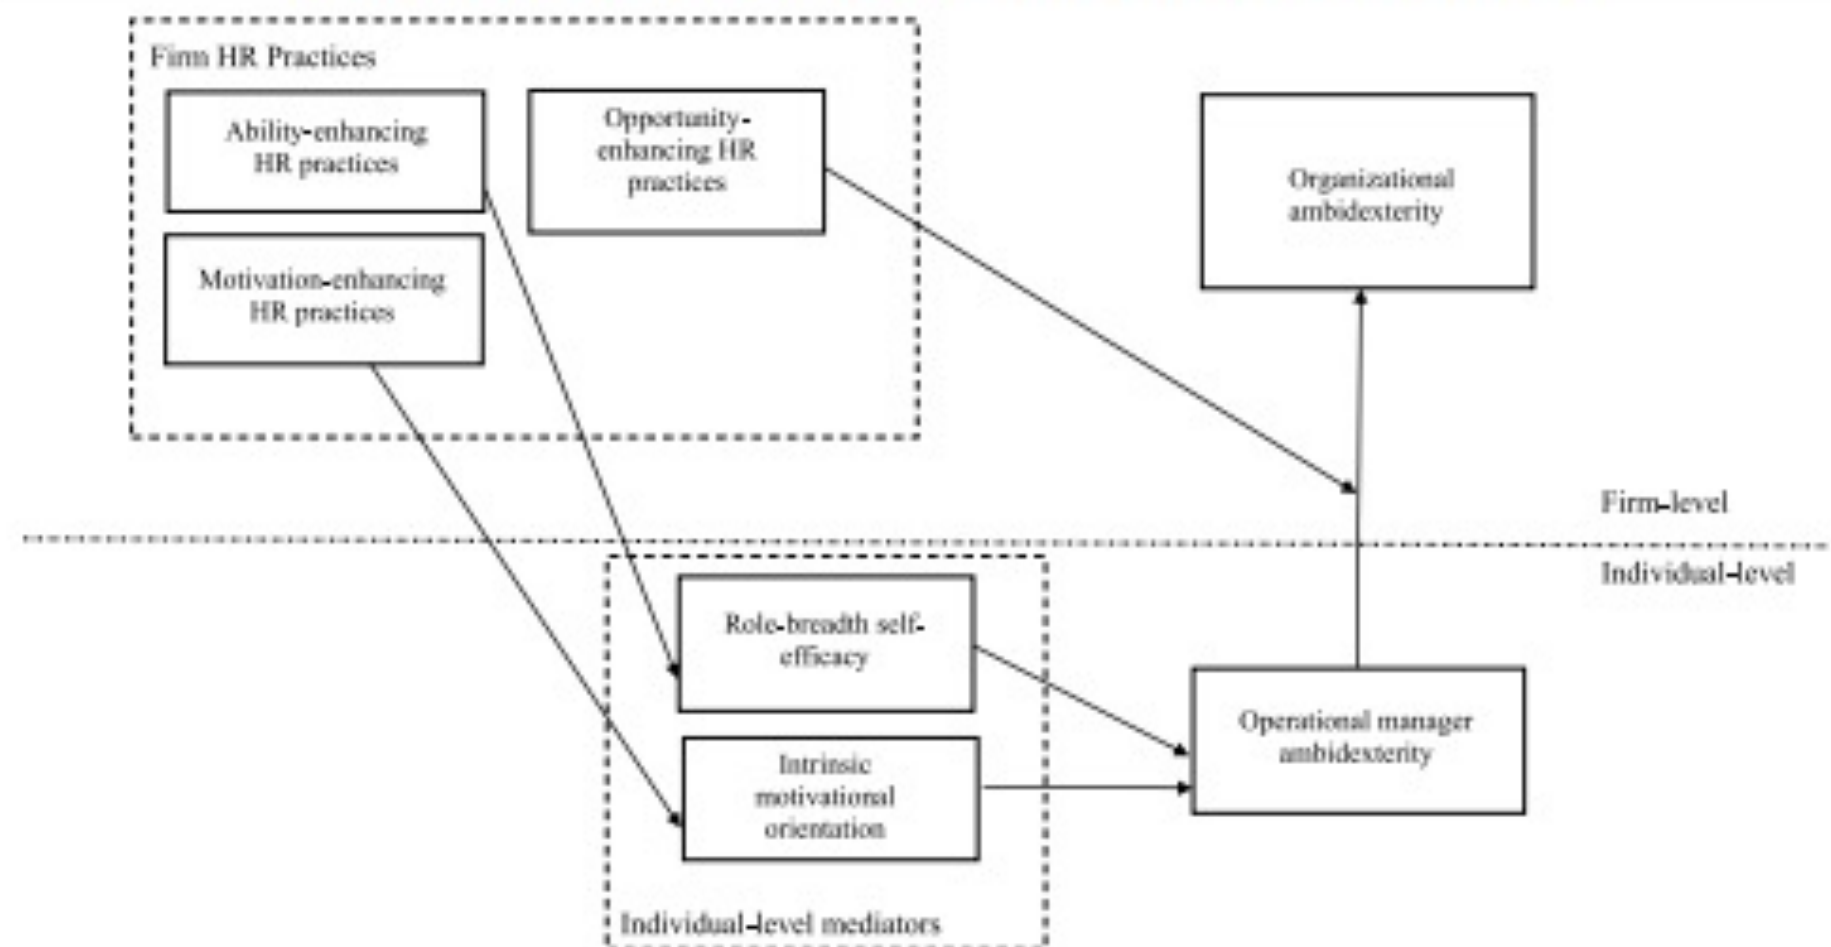 Firm HR Practices
Ability-enhancing
HR practices
Opportunity-
enhancing HR
practices
Motivation-enhancing
HR practices
Organizational
ambidexterity
Firm-level
Individual-level
Role-breadth self-
efficacy
Intrinsic
motivational
orientation
Operational manager
ambidexterity
Individual-level mediators